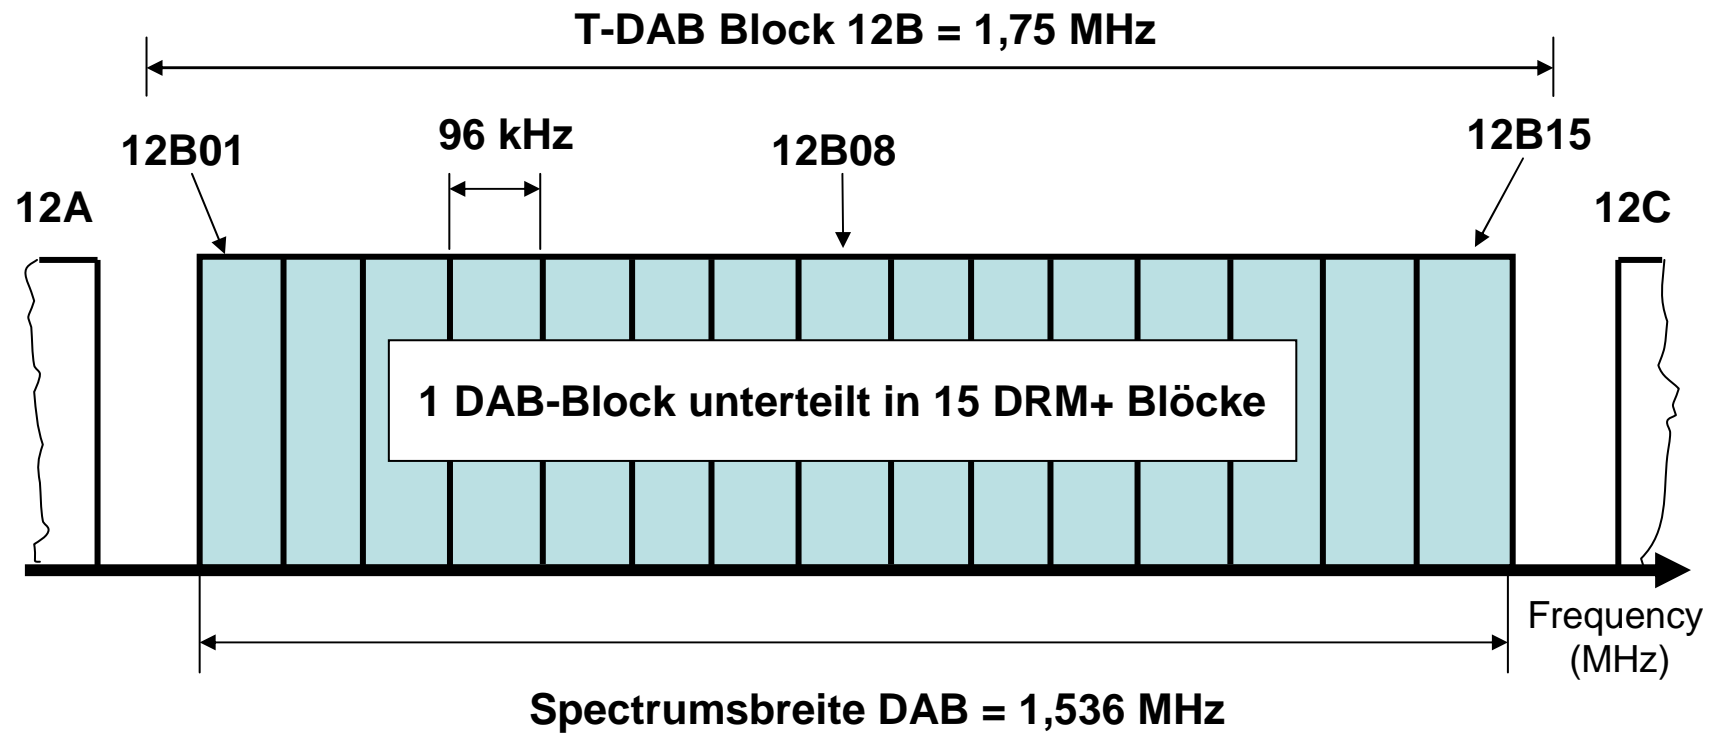 T-DAB Block 12B = 1,75 MHz
12B01
96 kHz
12B08
12B15
12A
12C
1 DAB-Block unterteilt in 15 DRM+ Blöcke
Frequency
(MHz)
Spectrumsbreite DAB = 1,536 MHz